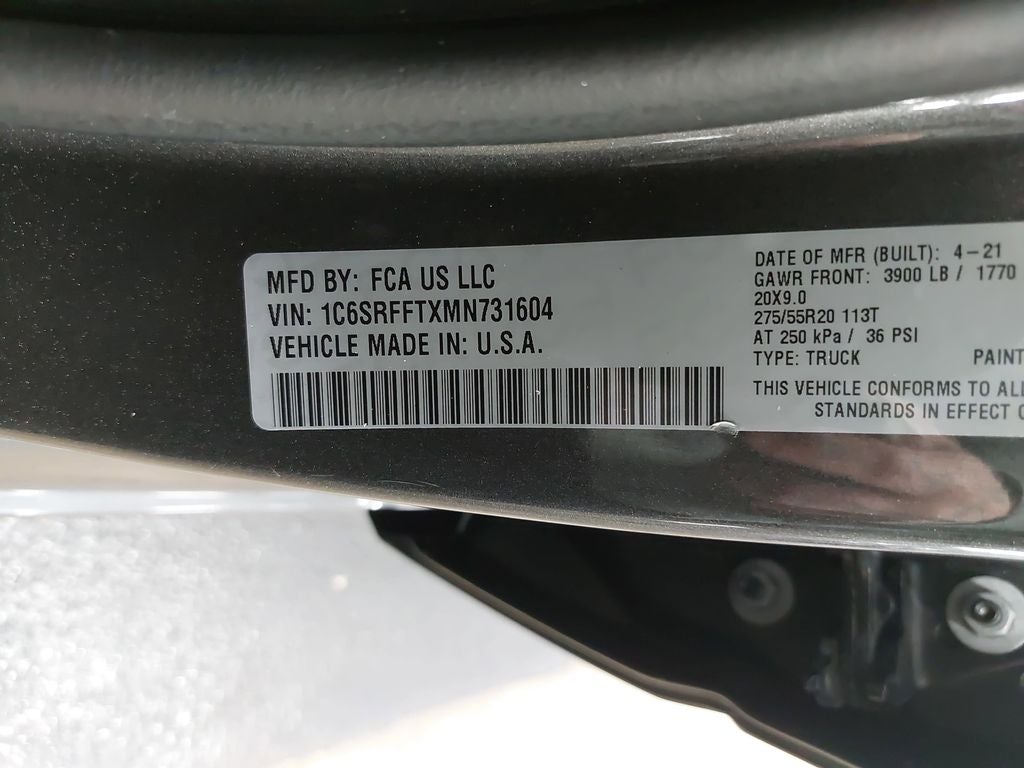 MFD BY: FCA US LLC
VIN: 1C6SRFFTXMN731604
VEHICLE MADE IN: U.S.A.
DATE OF MFR (BUILT): 4-21
GAWR FRONT: 3900 LB / 1770
20X9.0
275/55R20 113T
AT 250 kPa / 36 PSI
TYPE: TRUCK PAINT
THIS VEHICLE CONFORMS TO ALL
STANDARDS IN EFFECT